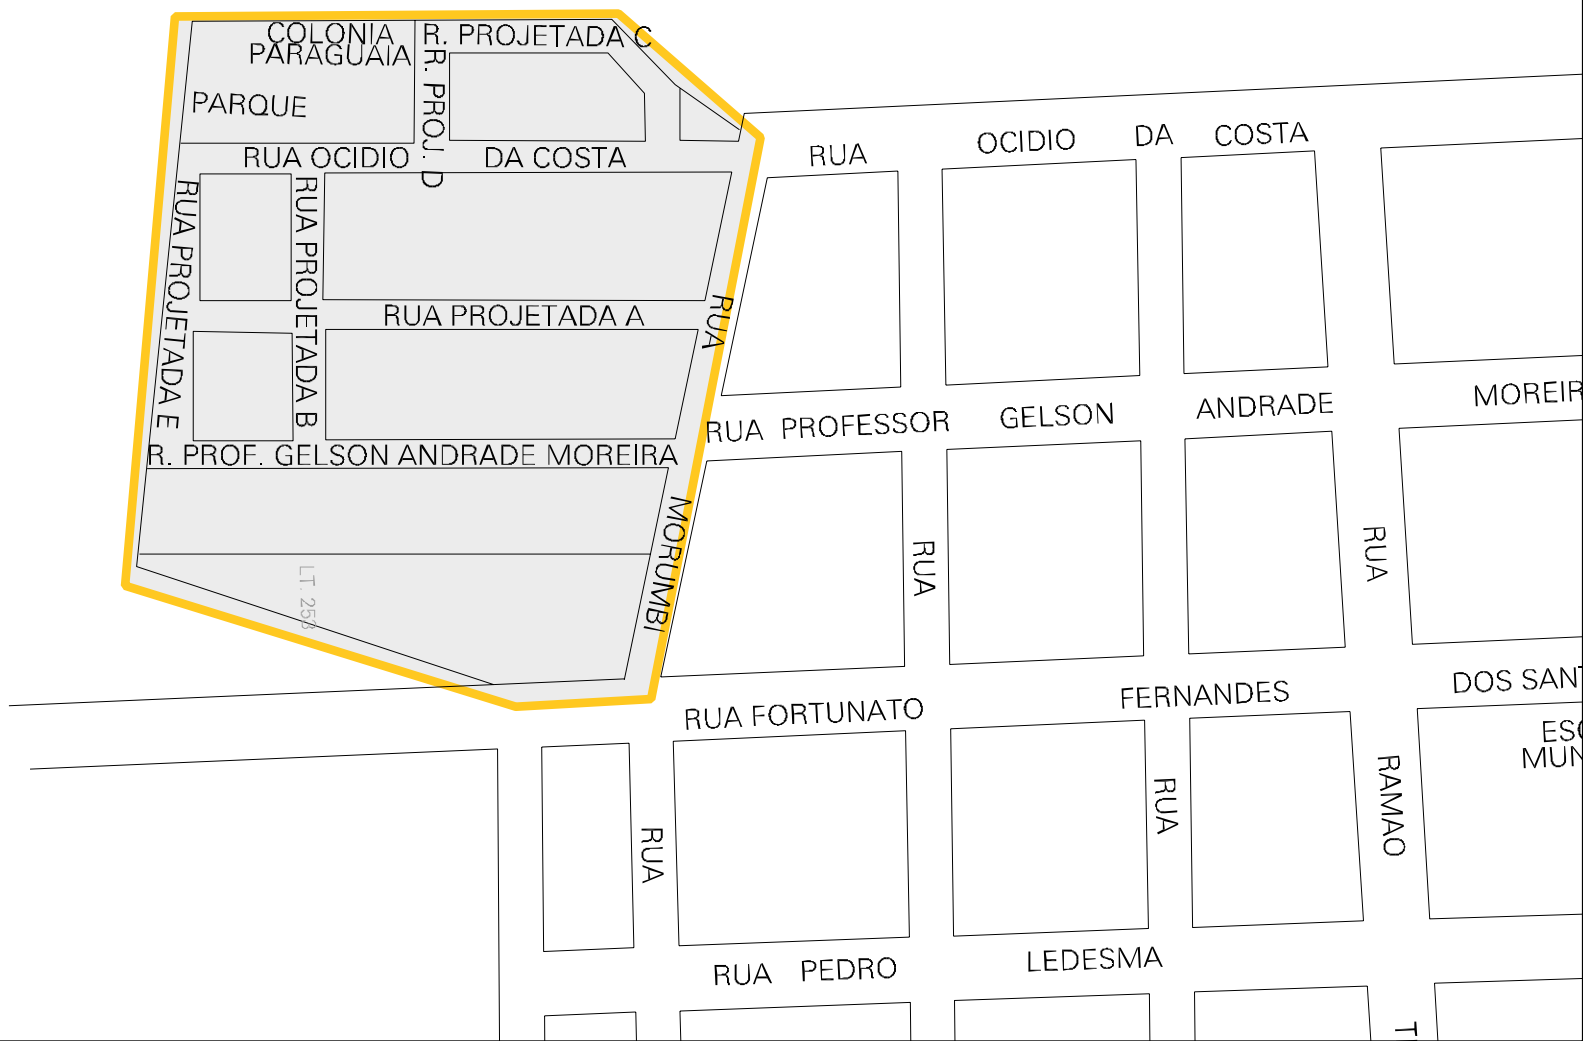 COLONIA
PARAGUAIA
R. PROJETADA C
R. PROJ. D
PARQUE
RUA OCIDIO DA COSTA
RUA OCIDIO DA COSTA
RUA PROJETADA E
RUA PROJETADA B
RUA PROJETADA A
RUA MORUMBI
R. PROF. GELSON ANDRADE MOREIRA
RUA PROFESSOR GELSON ANDRADE MOREIR
LT. 253
RUA
RUA RAMAO
RUA FORTUNATO FERNANDES DOS SAN
ESC
MUN
RUA
RUA
RUA PEDRO LEDESMA